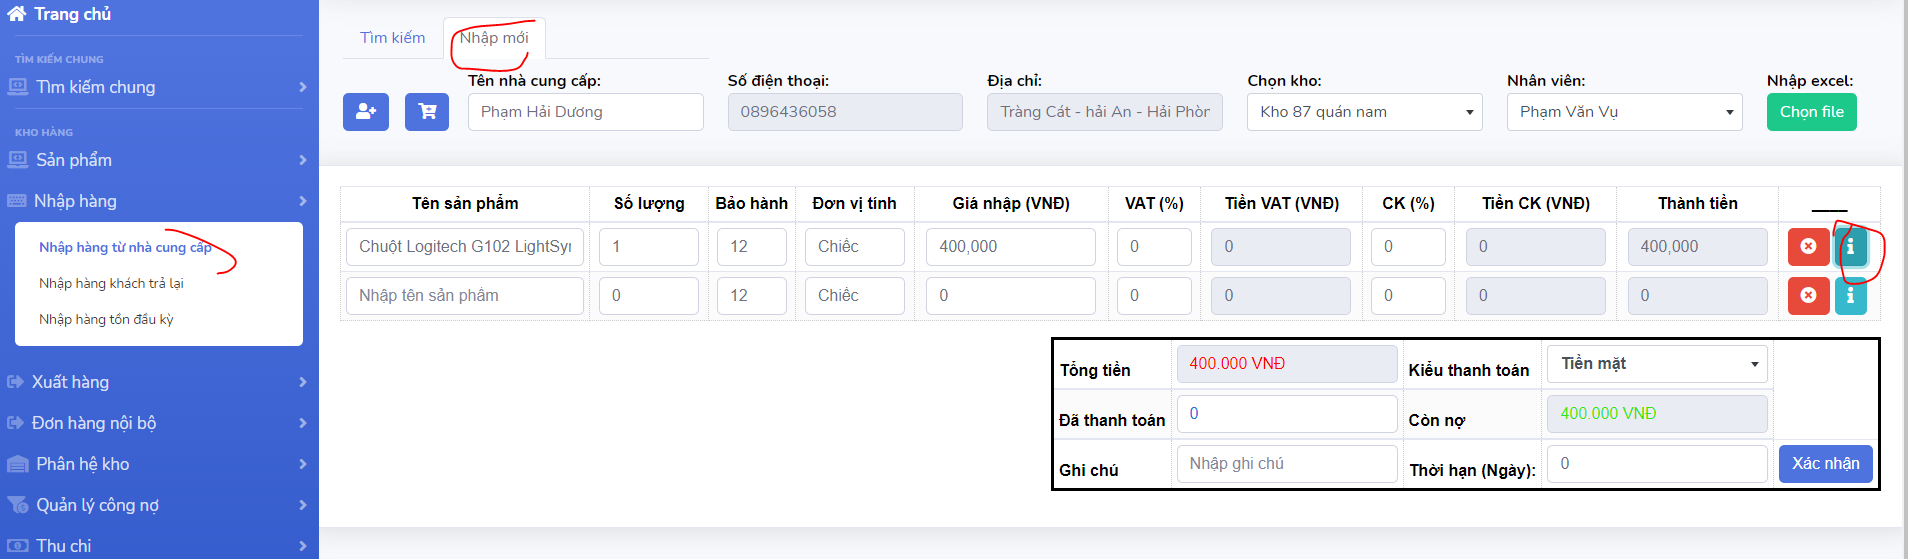 Trang chủ
TÌM KIẾM CHUNG
Tìm kiếm chung
KHO HÀNG
Sản phẩm
Nhập hàng
Nhập hàng từ nhà cung cấp
Nhập hàng khách trả lại
Nhập hàng tồn đầu kỳ
Xuất hàng
Đơn hàng nội bộ
Phân hệ kho
Quản lý công nợ
Thu chi
Tìm kiếm Nhập mới
Tên nhà cung cấp: Số điện thoại: Địa chỉ: Chọn kho: Nhân viên: Nhập excel:
Phạm Hải Dương 0896436058 Tràng Cát - hải An - Hải Phòn Kho 87 quán nam Phạm Văn Vụ Chọn file
Tên sản phẩm Số lượng Bảo hành Đơn vị tính Giá nhập (VNĐ) VAT (%) Tiền VAT (VNĐ) CK (%) Tiền CK (VNĐ) Thành tiền ____
Chuột Logitech G102 LightSyn 1 12 Chiếc 400,000 0 0 0 0 400,000
Nhập tên sản phẩm 0 12 Chiếc 0 0 0 0 0 0
Tổng tiền 400.000 VNĐ Kiểu thanh toán Tiền mặt
Đã thanh toán 0 Còn nợ 400.000 VNĐ
Ghi chú Nhập ghi chú Thời hạn (Ngày): 0 Xác nhận